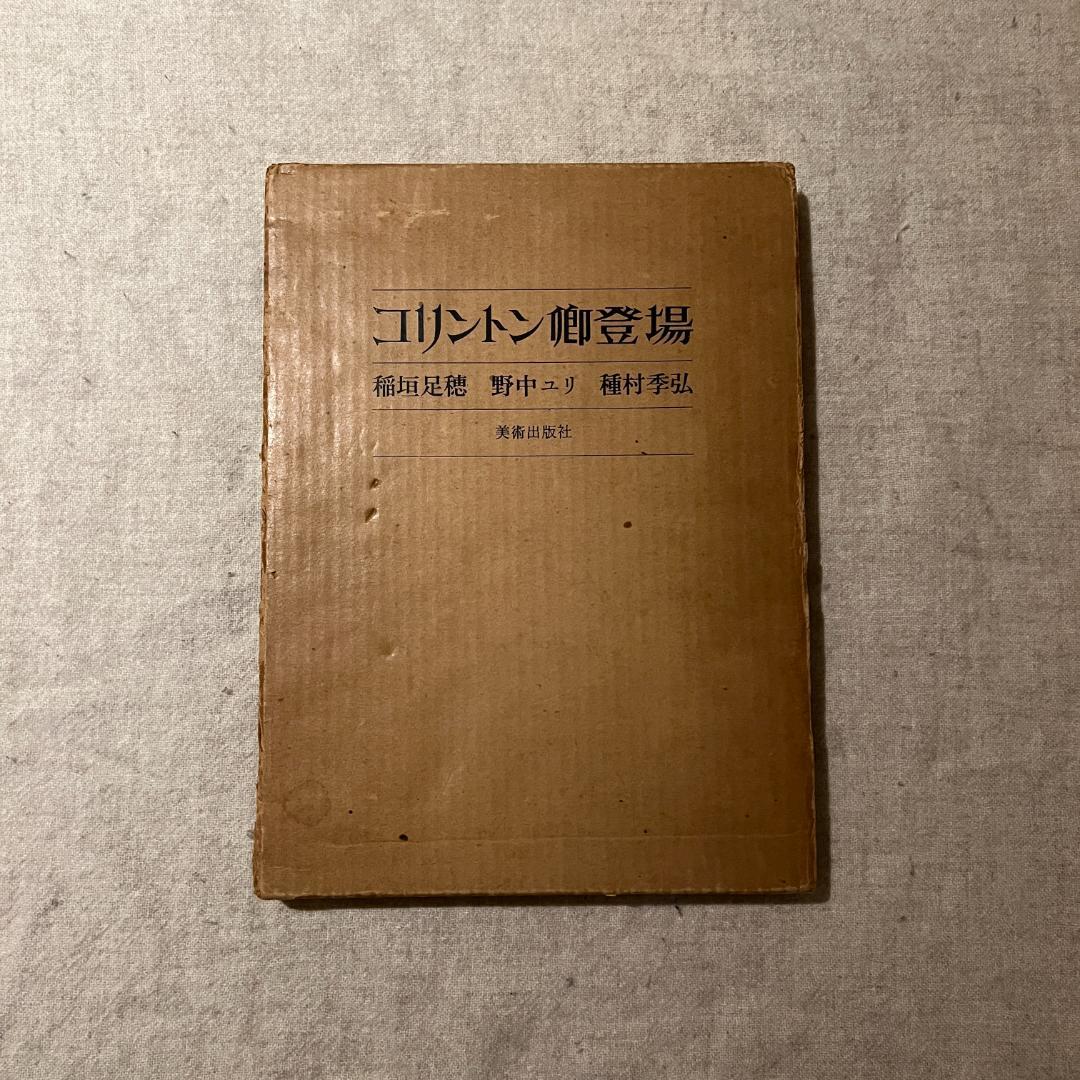 コリントン卿登場
稲垣足穂 野中ユリ 種村季弘
美術出版社